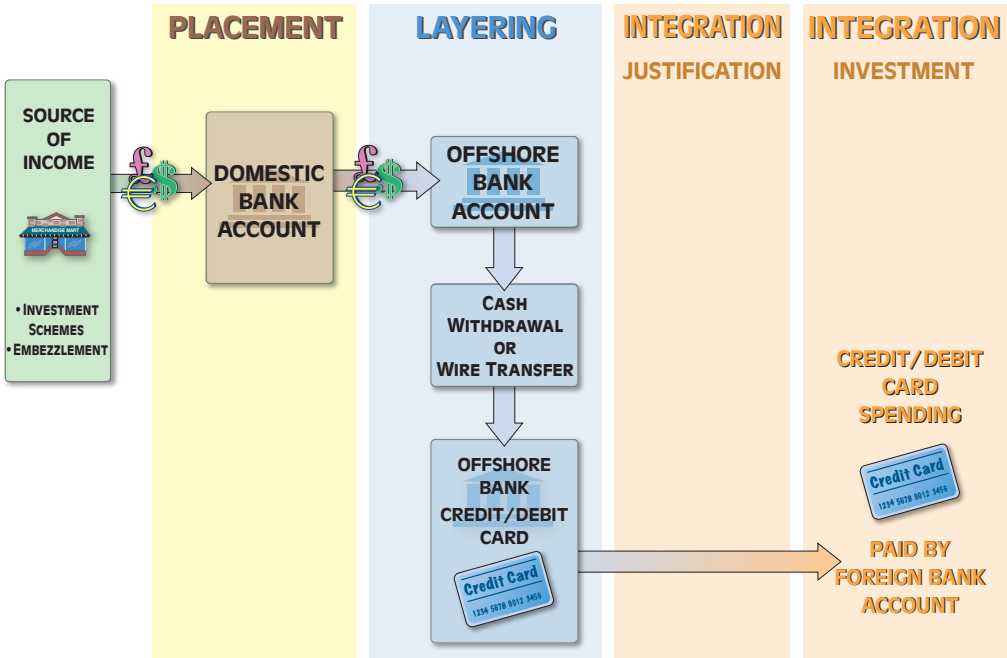 PLACEMENT
LAYERING
INTEGRATION
JUSTIFICATION
INTEGRATION
INVESTMENT
SOURCE
OF
INCOME
MERCHANDISE MART
• INVESTMENT
SCHEMES
• EMBEZZLEMENT
£
$
€
DOMESTIC
BANK
ACCOUNT
£
$
€
OFFSHORE
BANK
ACCOUNT
CASH
WITHDRAWAL
OR
WIRE TRANSFER
OFFSHORE
BANK
CREDIT/DEBIT
CARD
Credit Card
1234 5678 9012 3456
CREDIT/DEBIT
CARD
SPENDING
Credit Card
1234 5678 9012 3456
PAID BY
FOREIGN BANK
ACCOUNT